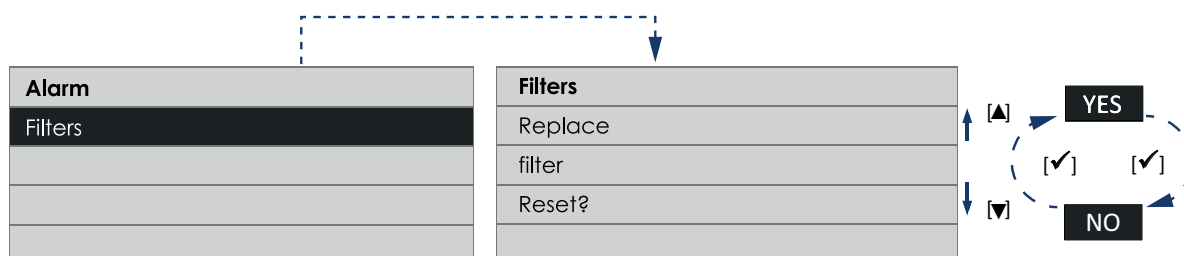 Alarm
Filters
Filters
Replace
filter
Reset?
[▲]
[▼]
YES
[✓] [✓]
NO